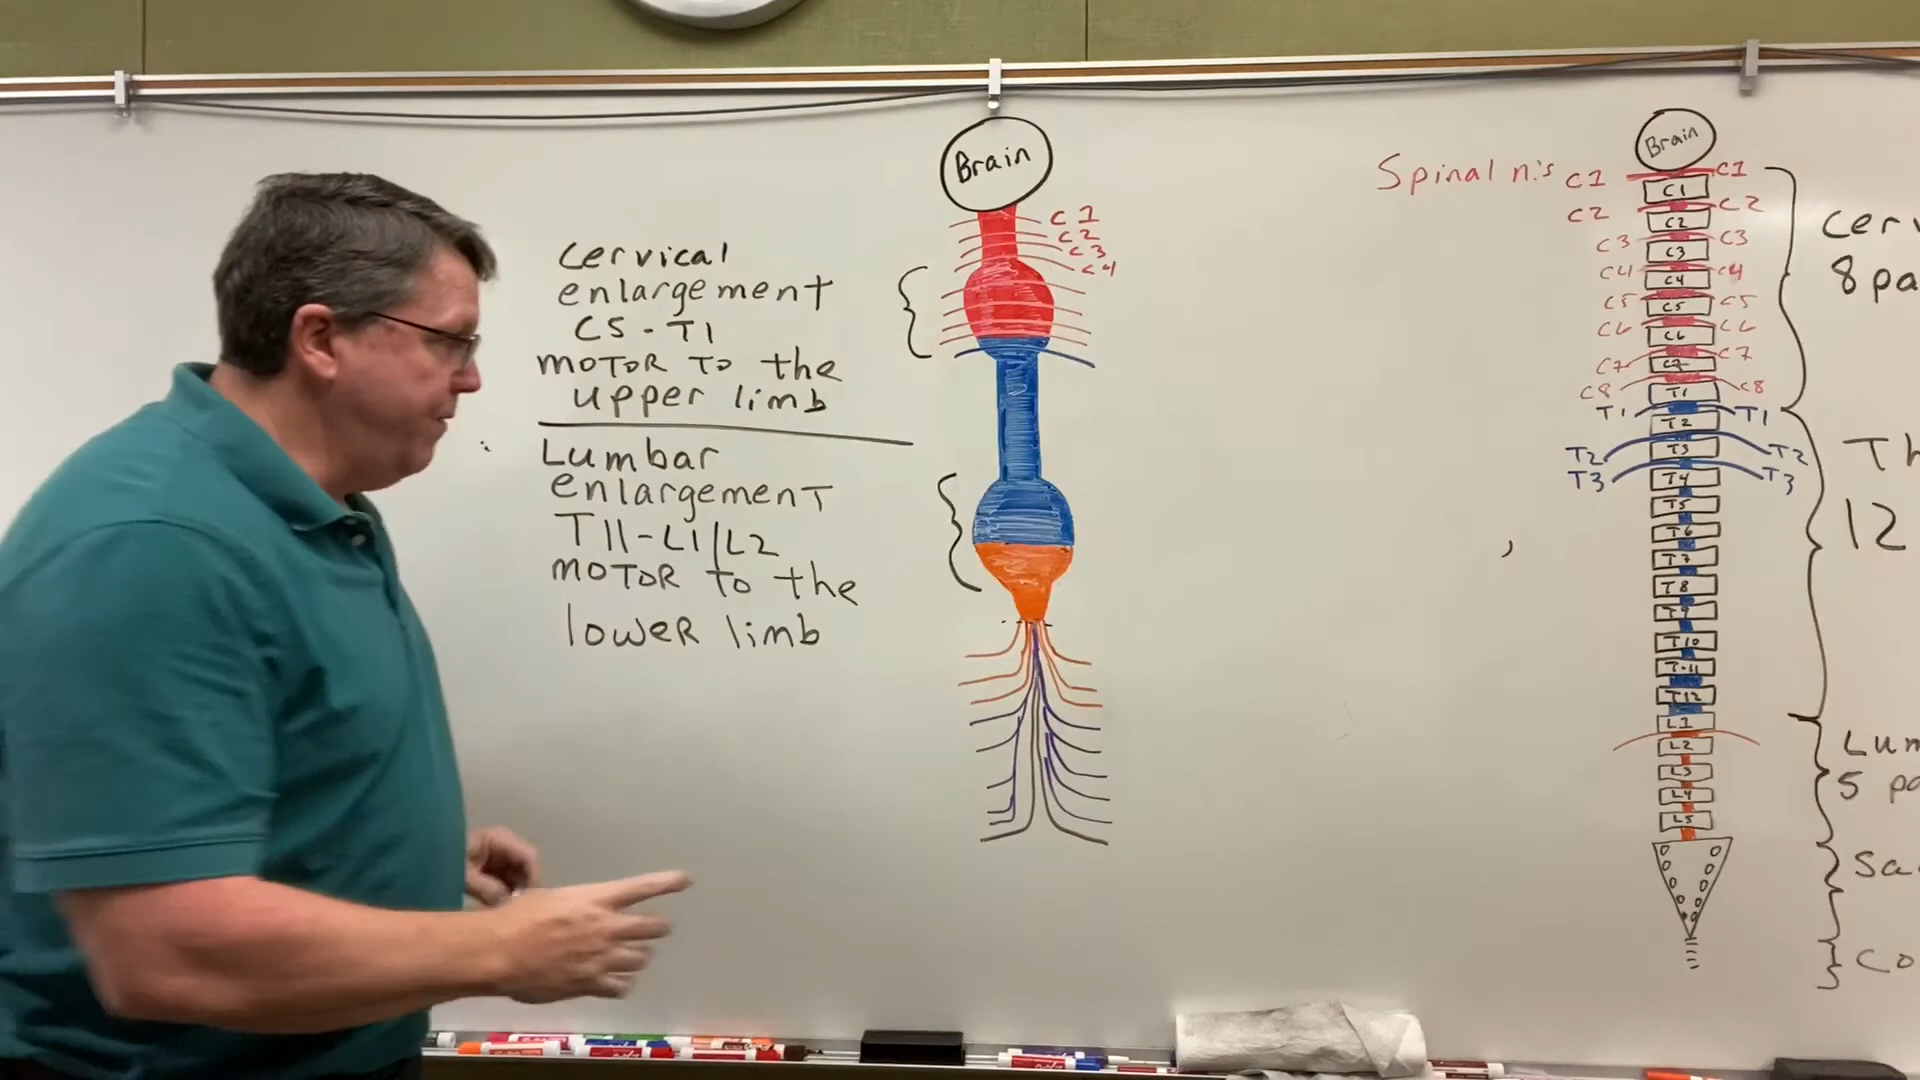 Cervical
enlargement
C5 - T1
MOTOR TO the
upper limb
Lumbar
enlargement
T11-L1/L2
MOTOR TO the
lower limb
Brain
C1
C2
C3
C4
Spinal n.'s
Brain
C1 C1 C1
C2 C2 C2
C3 C3 C3
C4 C4 C4
C5 C5 C5
C6 C6 C6
C7 C7 C7
C8 T1 C8
T1 T2 T1
T2 T3 T2
T3 T4 T3
T5
T6
T7
T8
T9
T10
T11
T12
L1
L2
L3
L4
L5
Cerv
8 pa
Th
12
Lum
5 pa
Sa
Co